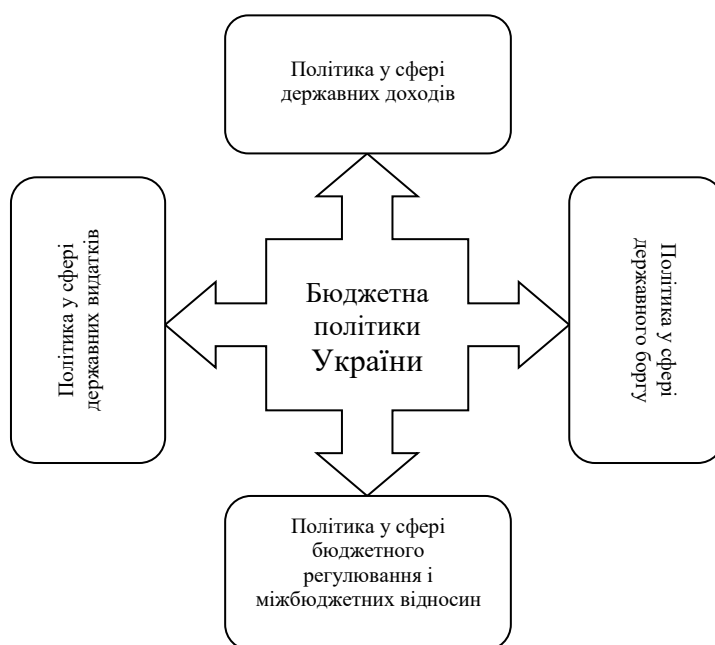 Політика у сфері
державних доходів
Політика у сфері
державних видатків
Бюджетна
політики
України
Політика у сфері
державного боргу
Політика у сфері
бюджетного
регулювання і
міжбюджетних відносин